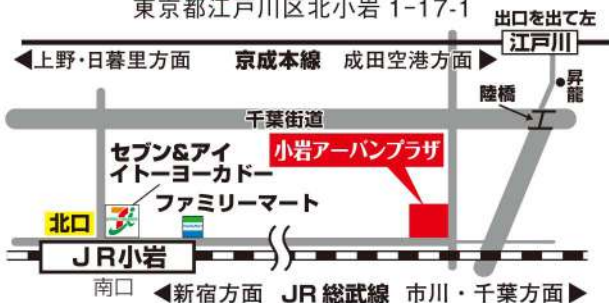 東京都江戸川区北小岩 1-17-1
出口を出て左
江戸川
◀上野・日暮里方面 京成本線 成田空港方面▶
昇龍
陸橋
千葉街道
セブン&アイ
イトーヨーカドー
小岩アーバンプラザ
ファミリーマート
北口
JR小岩
南口 ◀新宿方面 JR 総武線 市川・千葉方面▶